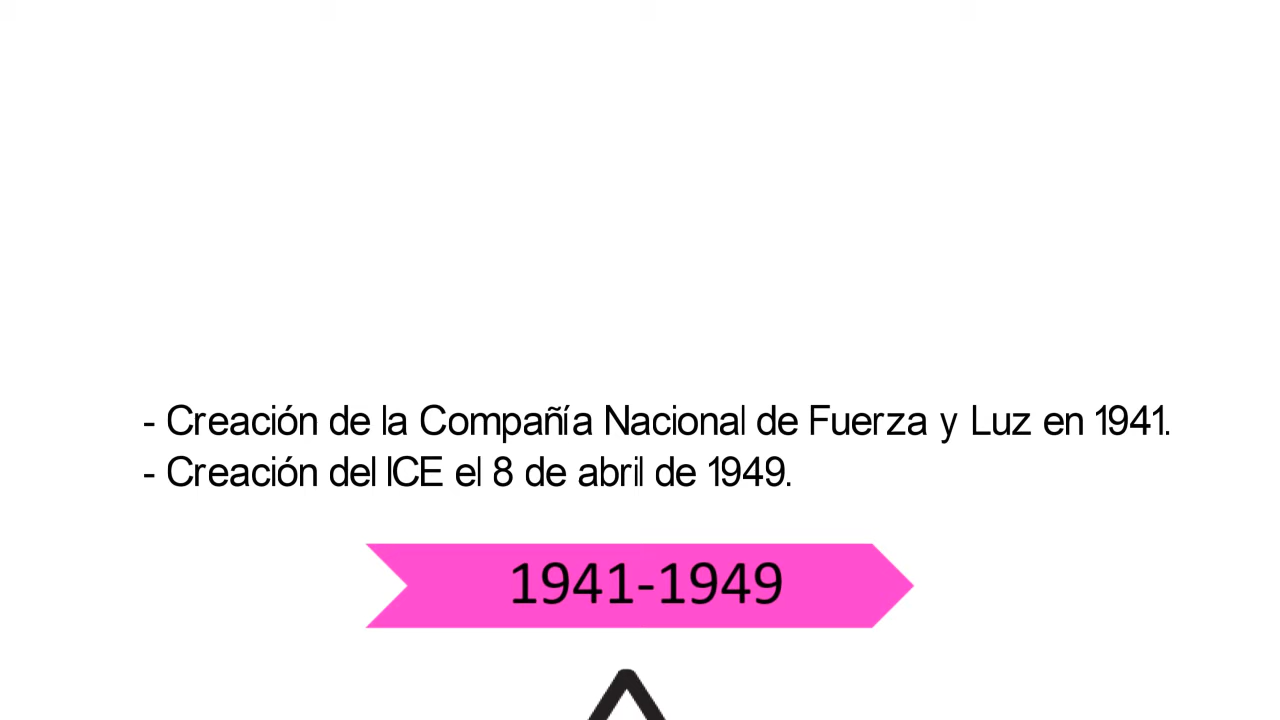 - Creación de la Compañía Nacional de Fuerza y Luz en 1941.
- Creación del ICE el 8 de abril de 1949.
1941-1949